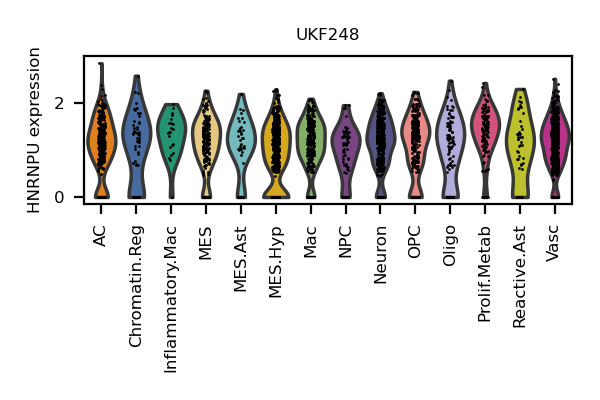 UKF248
HNRNPU expression
2
0
AC
Chromatin.Reg
Inflammatory.Mac
MES
MES.Ast
MES.Hyp
Mac
NPC
Neuron
OPC
Oligo
Prolif.Metab
Reactive.Ast
Vasc